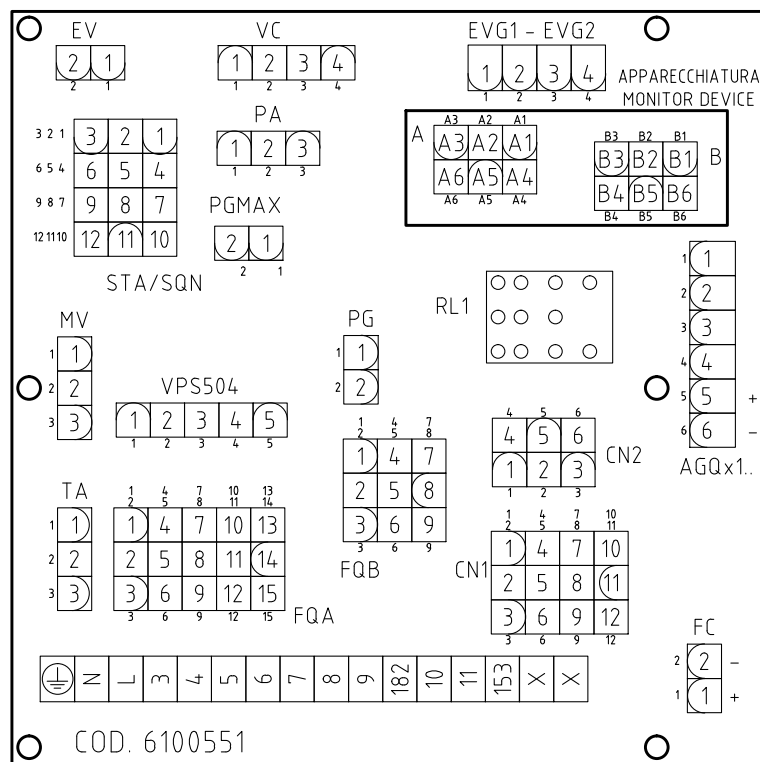 EV VC EVG1 - EVG2
2 1 1 2 3 4 1 2 3 4
2 1 1 2 3 4 1 2 3 4
APPARECCHIATURA
MONITOR DEVICE
PA
1 2 3
1 2 3
3 2 1 3 2 1
6 5 4 6 5 4
9 8 7 9 8 7
12 11 10 12 11 10
STA/SQN
PGMAX
2 1
2 1
A
A3 A2 A1
A3 A2 A1
A6 A5 A4
A6 A5 A4
B
B3 B2 B1
B3 B2 B1
B4 B5 B6
B4 B5 B6
RL1
1 1
2 2
3 3
4 4
5 5 +
6 6 -
AGQx1..
MV
1 1
2 2
3 3
PG
1 1
2 2
VPS504
1 2 3 4 5
1 2 3 4 5
1 4 7
2 5 8
1 4 7
2 5 8
3 6 9
3 6 9
FQB
4 5 6
4 5 6
1 2 3
1 2 3
CN2
TA
1 1
2 2
3 3
1 4 7 10 13
2 5 8 11 14
1 4 7 10 13
2 5 8 11 14
3 6 9 12 15
3 6 9 12 15
FQA
CN1
1 4 7 10
2 5 8 11
1 4 7 10
2 5 8 11
3 6 9 12
3 6 9 12
FC
2 2 -
1 1 +
N L 3 4 5 6 7 8 9 182 10 11 153 X X
COD. 6100551